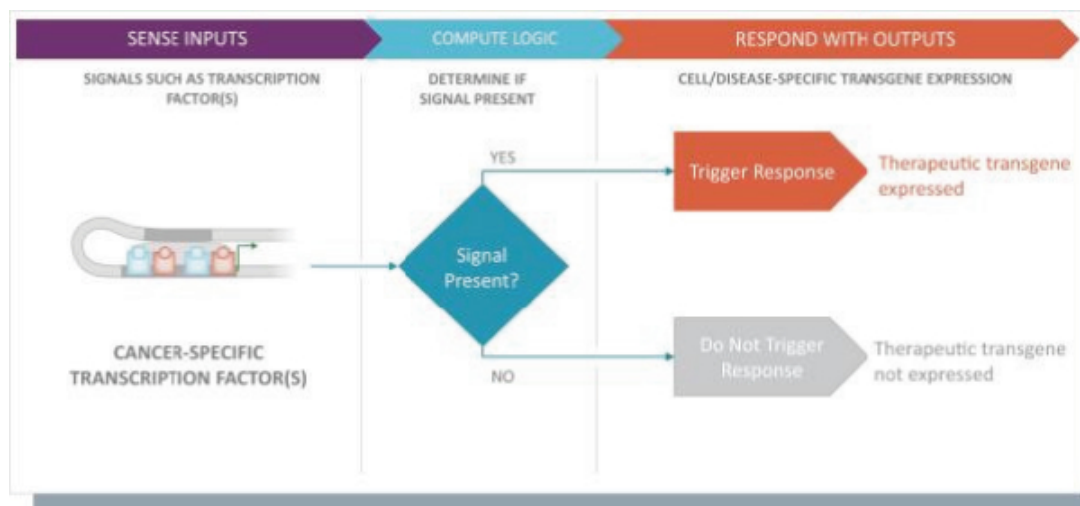 SENSE INPUTS
COMPUTE LOGIC
RESPOND WITH OUTPUTS
SIGNALS SUCH AS TRANSCRIPTION
FACTOR(S)
DETERMINE IF
SIGNAL PRESENT
CELL/DISEASE-SPECIFIC TRANSGENE EXPRESSION
YES
Trigger Response
Therapeutic transgene
expressed
Signal
Present?
CANCER-SPECIFIC
TRANSCRIPTION FACTOR(S)
NO
Do Not Trigger
Response
Therapeutic transgene
not expressed